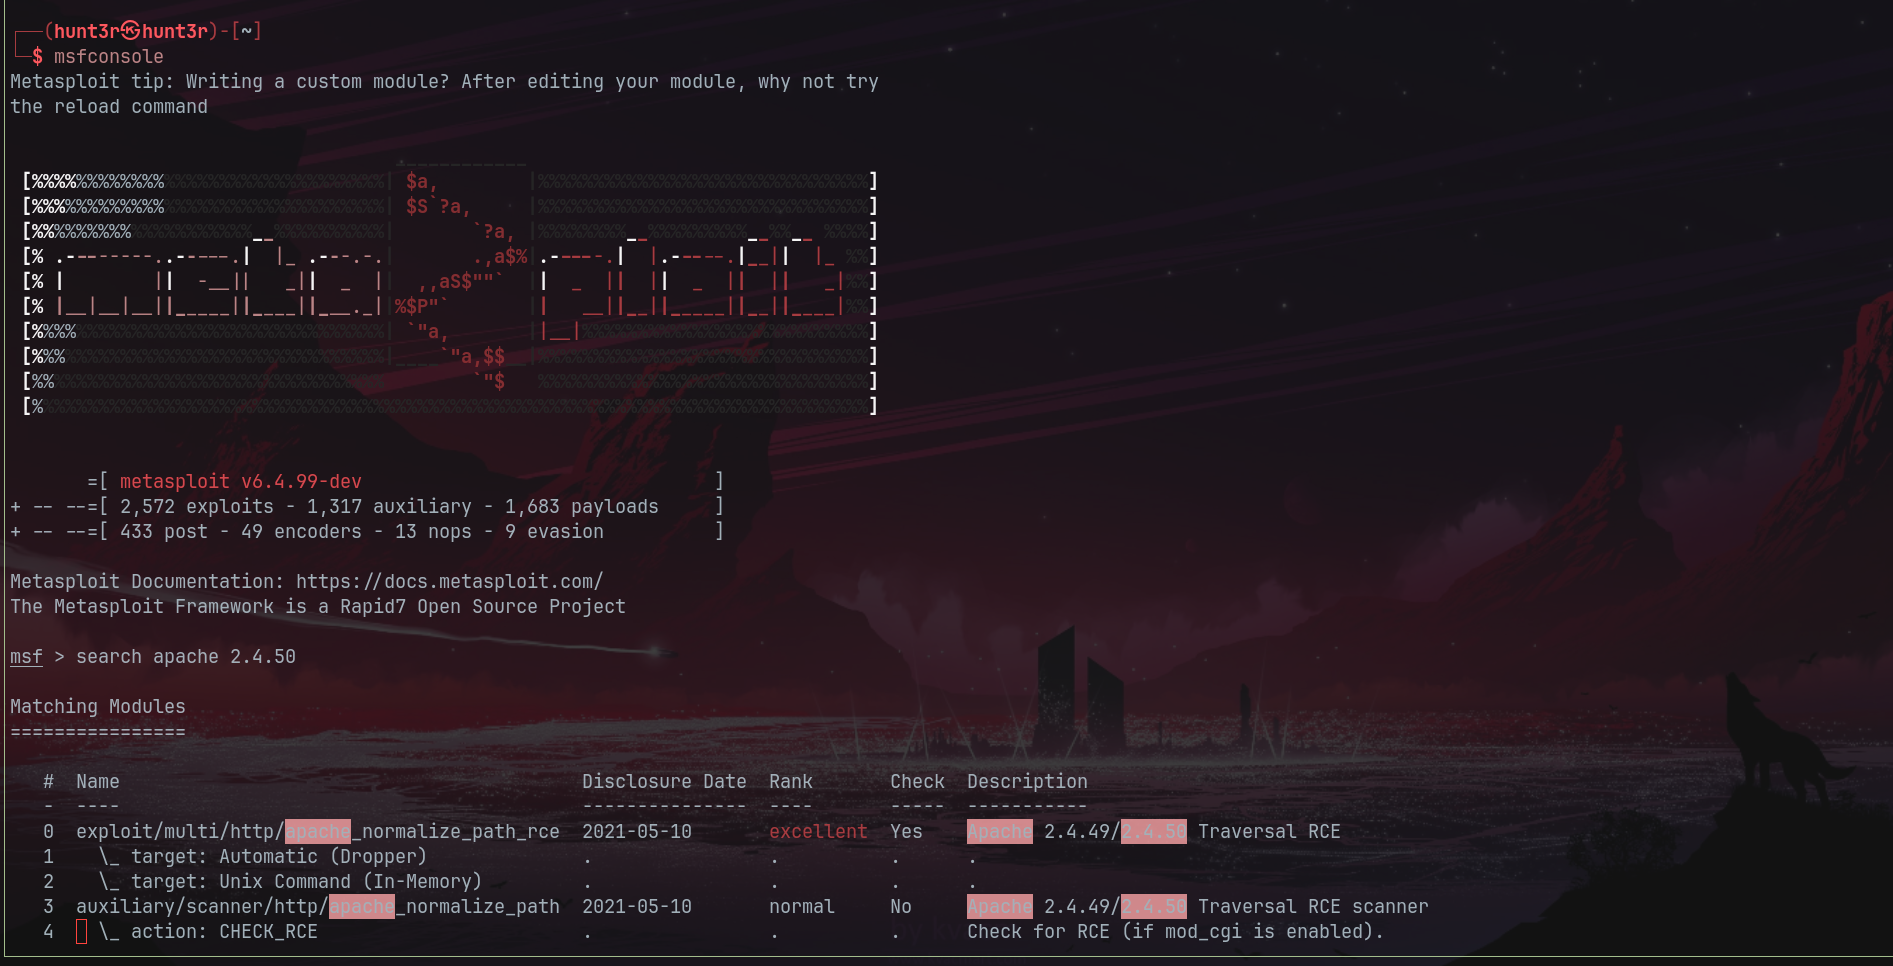 ┌──(hunt3r㉿hunt3r)-[~]
└─$ msfconsole
Metasploit tip: Writing a custom module? After editing your module, why not try
the reload command
=[ metasploit v6.4.99-dev ]
+ -- --=[ 2,572 exploits - 1,317 auxiliary - 1,683 payloads ]
+ -- --=[ 433 post - 49 encoders - 13 nops - 9 evasion ]
Metasploit Documentation: https://docs.metasploit.com/
The Metasploit Framework is a Rapid7 Open Source Project
msf > search apache 2.4.50
Matching Modules
================
# Name Disclosure Date Rank Check Description
- ---- --------------- ---- ----- -----------
0 exploit/multi/http/apache_normalize_path_rce 2021-05-10 excellent Yes Apache 2.4.49/2.4.50 Traversal RCE
1 \_ target: Automatic (Dropper) . . . .
2 \_ target: Unix Command (In-Memory) . . . .
3 auxiliary/scanner/http/apache_normalize_path 2021-05-10 normal No Apache 2.4.49/2.4.50 Traversal RCE scanner
4 \_ action: CHECK_RCE . . . Check for RCE (if mod_cgi is enabled).